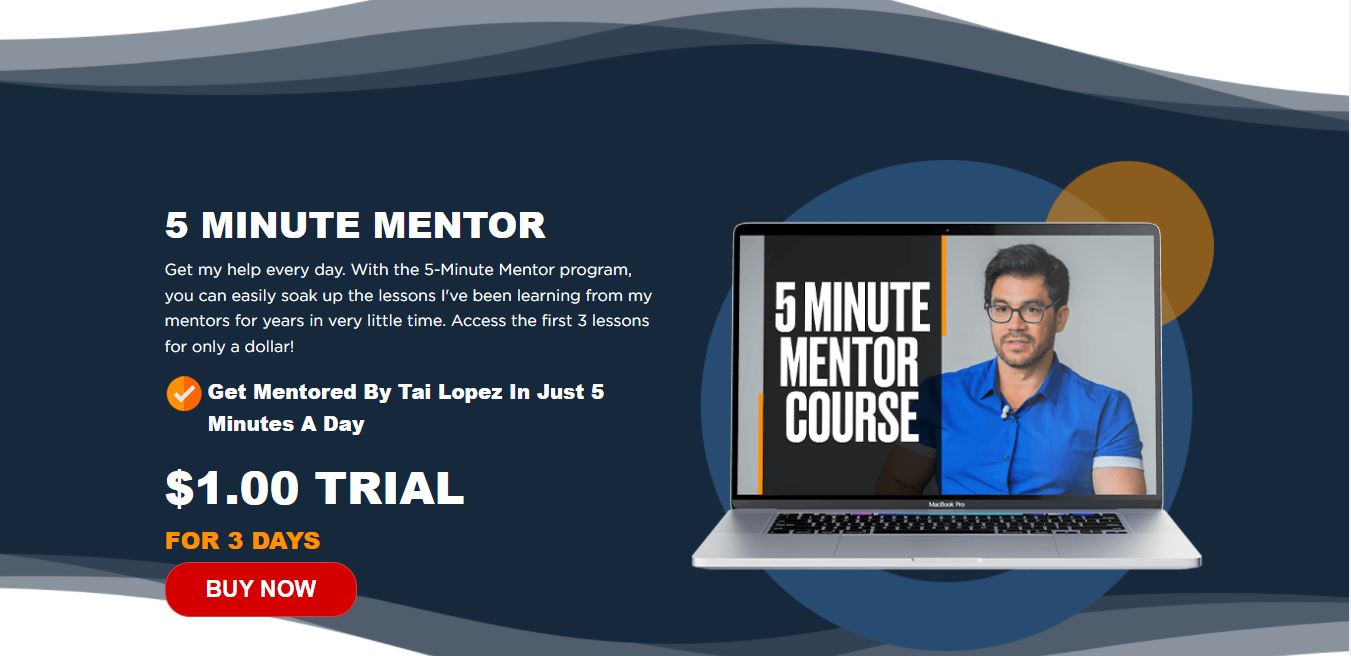 5 MINUTE MENTOR
Get my help every day. With the 5-Minute Mentor program,
you can easily soak up the lessons I've been learning from my
mentors for years in very little time. Access the first 3 lessons
for only a dollar!
Get Mentored By Tai Lopez In Just 5
Minutes A Day
$1.00 TRIAL
FOR 3 DAYS
BUY NOW
5 MINUTE
MENTOR
COURSE
MacBook Pro